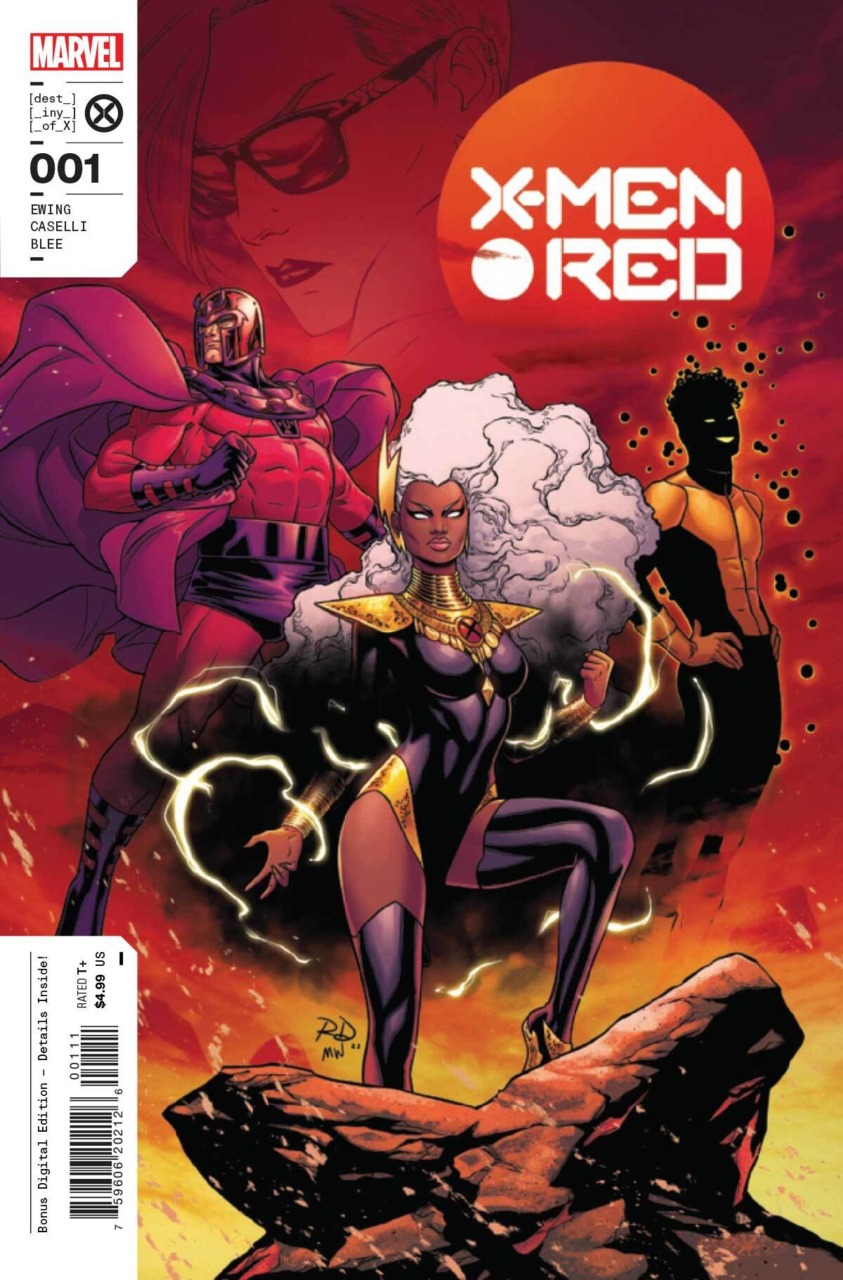 MARVEL
[dest_]
[_iny_]
[_of_X]
X
001
EWING
CASELLI
BLEE
X-MEN
RED
RD
MW
Bonus Digital Edition – Details Inside!
RATED T+
$4.99 US
00111
7 59606 20212 6